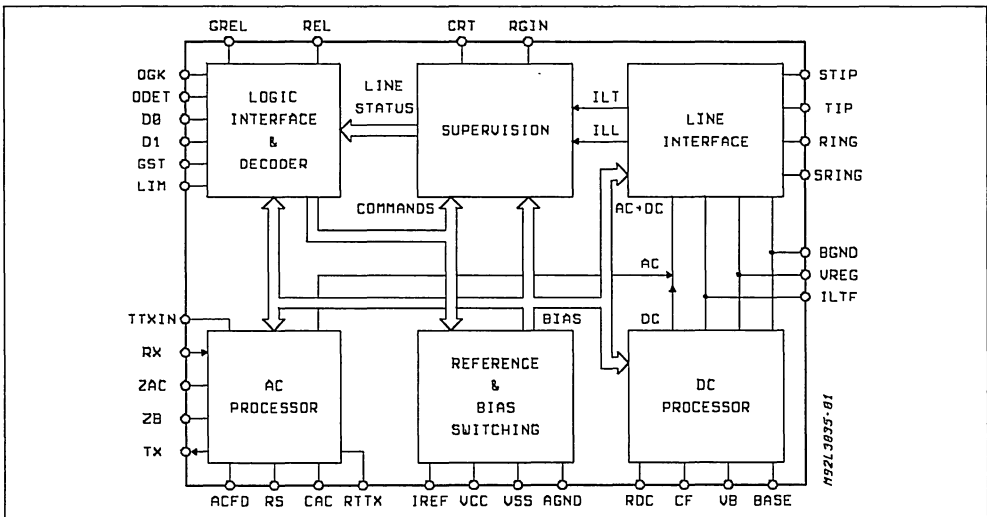 GREL REL CRT RGIN
OGK
ODET
D0
D1
GST
LIM
LOGIC
INTERFACE
&
DECODER
LINE
STATUS
SUPERVISION
ILT
ILL
LINE
INTERFACE
STIP
TIP
RING
SRING
COMMANDS
AC+DC
BGND
VREG
ILTF
AC
BIAS
DC
TTXIN
RX
ZAC
ZB
TX
AC
PROCESSOR
REFERENCE
&
BIAS
SWITCHING
DC
PROCESSOR
ACFD RS CAC RTTX IREF VCC VSS AGND RDC CF VB BASE
M92L3035-01